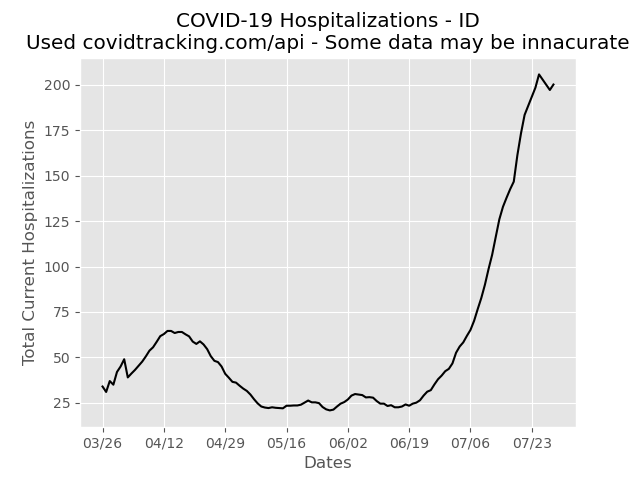 COVID-19 Hospitalizations - ID
Used covidtracking.com/api - Some data may be innacurate
Total Current Hospitalizations
200
175
150
125
100
75
50
25
03/26 04/12 04/29 05/16 06/02 06/19 07/06 07/23
Dates